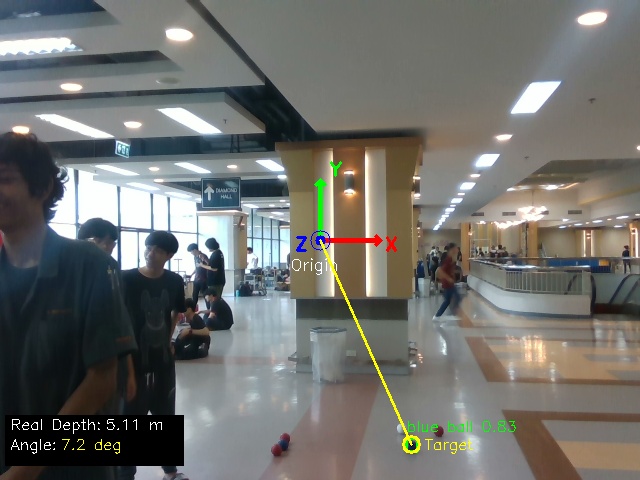 DIAMOND
HALL
Y
Z
X
Origin
blue ball 0.83
Target
Real Depth: 5.11 m
Angle: 7.2 deg